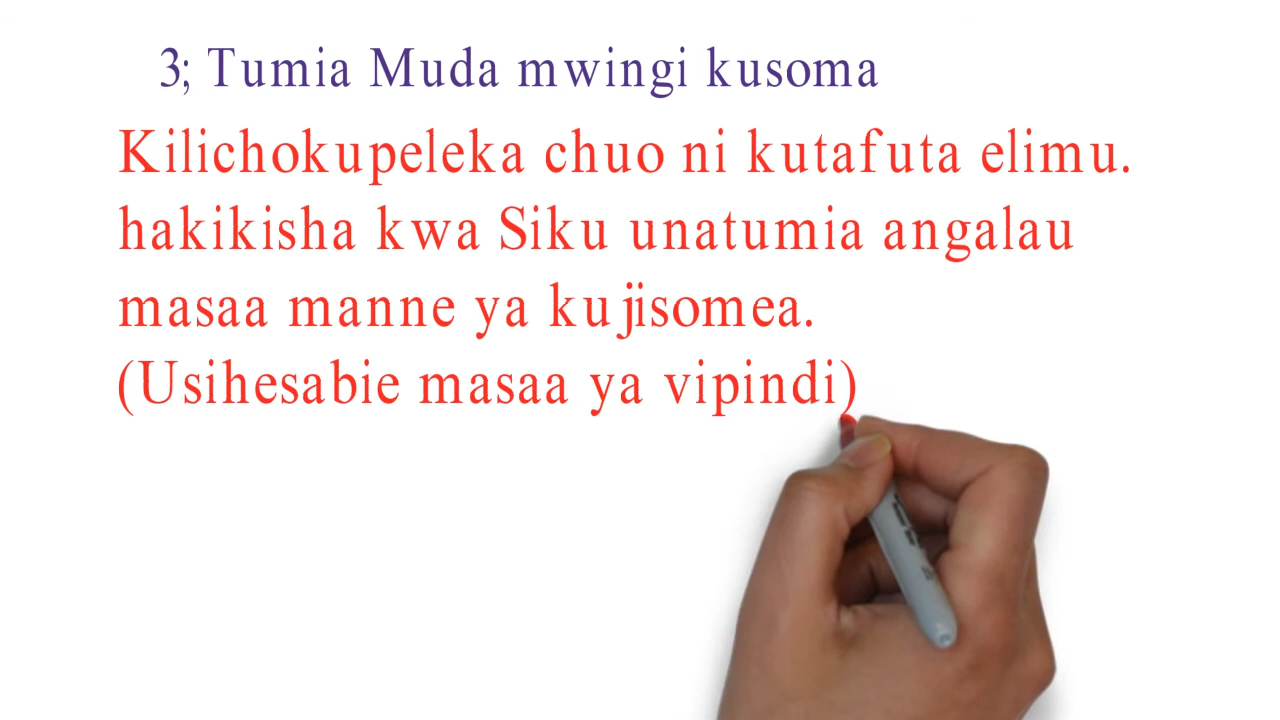 3; Tumia Muda mwingi kusoma
Kilichokupeleka chuo ni kutafuta elimu.
hakikisha kwa Siku unatumia angalau
masaa manne ya kujisomea.
(Usihesabie masaa ya vipindi)